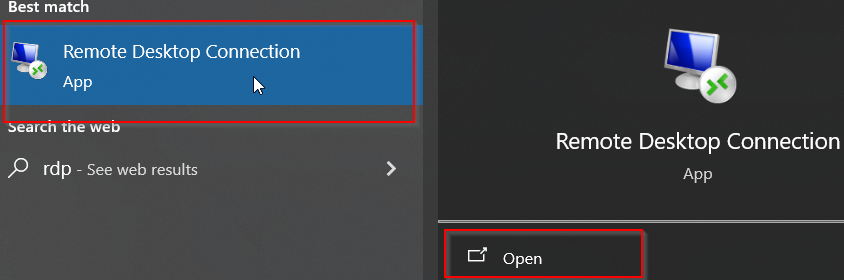 Best match
Remote Desktop Connection
App
Search the web
rdp - See web results
Remote Desktop Connection
App
Open